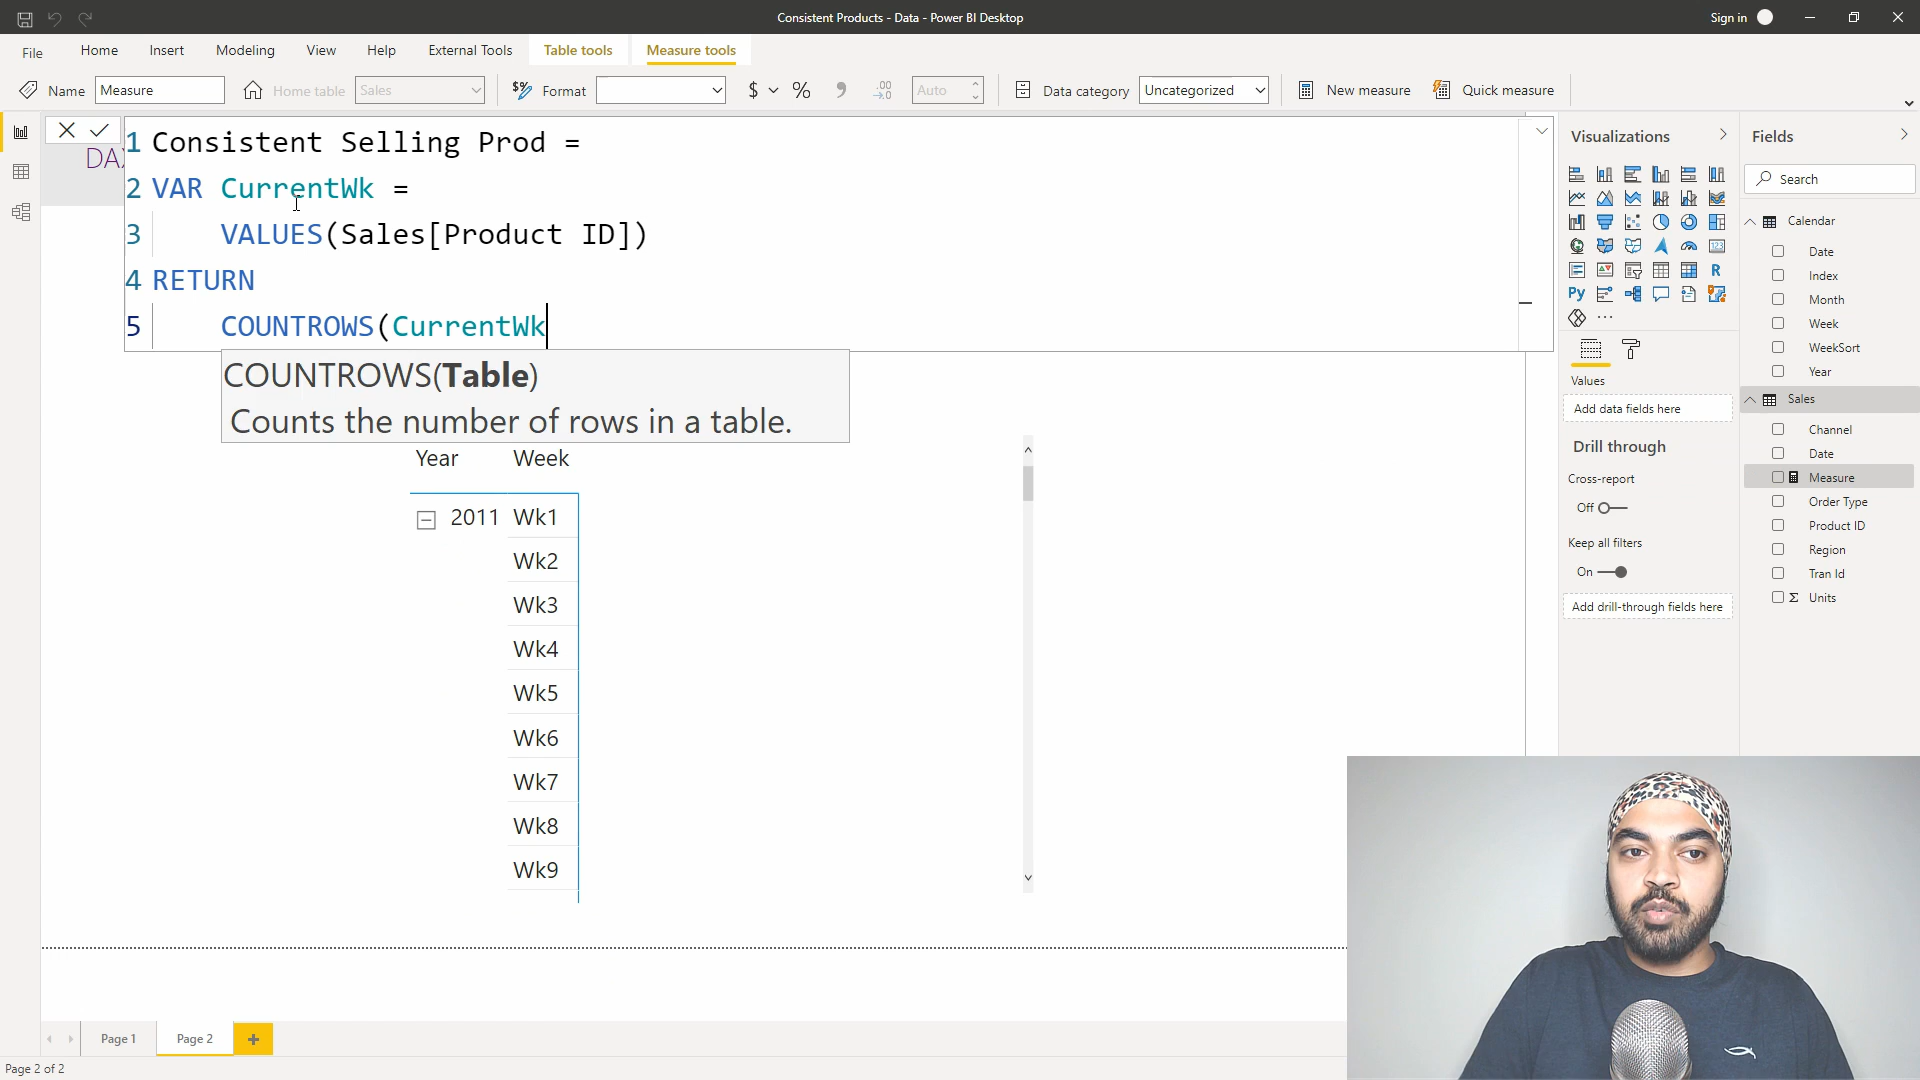 Consistent Products - Data - Power BI Desktop
Sign in
File Home Insert Modeling View Help External Tools Table tools Measure tools
Name Measure Home table Sales Format $ % Auto Data category Uncategorized New measure Quick measure
DAX
1 Consistent Selling Prod =
2 VAR CurrentWk =
3 VALUES(Sales[Product ID])
4 RETURN
5 COUNTROWS(CurrentWk
COUNTROWS(Table)
Counts the number of rows in a table.
Year Week
2011 Wk1
Wk2
Wk3
Wk4
Wk5
Wk6
Wk7
Wk8
Wk9
Visualizations
R
Py
Values
Add data fields here
Drill through
Cross-report
Off
Keep all filters
On
Add drill-through fields here
Fields
Search
Calendar
Date
Index
Month
Week
WeekSort
Year
Sales
Channel
Date
Measure
Order Type
Product ID
Region
Tran Id
Σ Units
Page 1 Page 2 +
Page 2 of 2